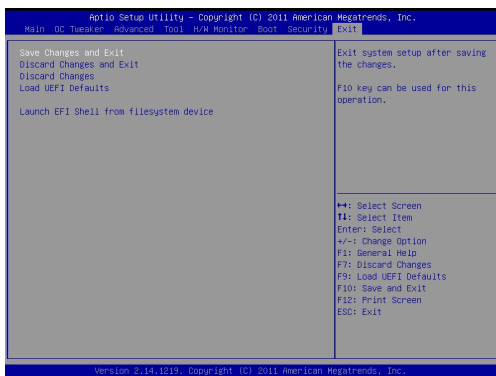 Aptio Setup Utility – Copyright (C) 2011 American Megatrends, Inc.
Main OC Tweaker Advanced Tool H/W Monitor Boot Security Exit
Save Changes and Exit
Discard Changes and Exit
Discard Changes
Load UEFI Defaults
Launch EFI Shell from filesystem device
Exit system setup after saving
the changes.
F10 key can be used for this
operation.
↔: Select Screen
↑↓: Select Item
Enter: Select
+/-: Change Option
F1: General Help
F7: Discard Changes
F9: Load UEFI Defaults
F10: Save and Exit
F12: Print Screen
ESC: Exit
Version 2.14.1219. Copyright (C) 2011 American Megatrends, Inc.